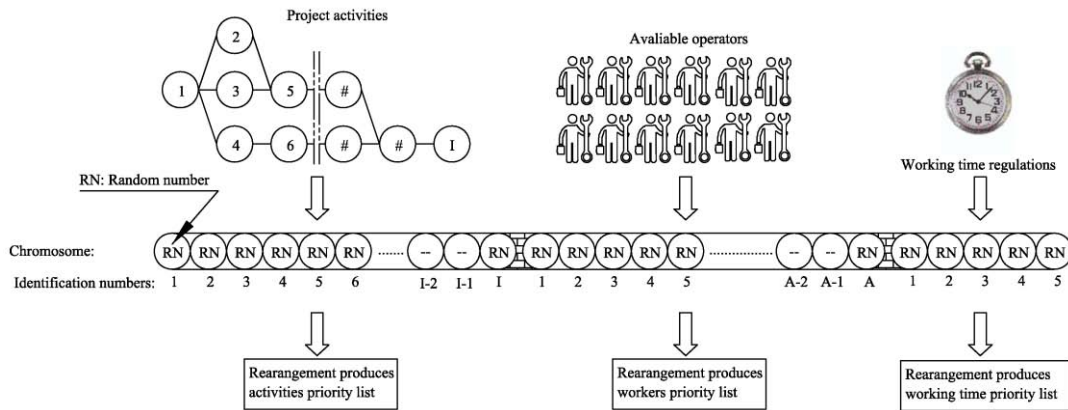 Project activities
Avaliable operators
2
1 3 5 #
4 6 # # I
Working time regulations
RN: Random number
Chromosome: RN RN RN RN RN RN ...... -- -- RN RN RN RN RN RN .............. -- -- RN RN RN RN RN RN
Identification numbers: 1 2 3 4 5 6 I-2 I-1 I 1 2 3 4 5 A-2 A-1 A 1 2 3 4 5
Rearangement produces
activities priority list
Rearangement produces
workers priority list
Rearangement produces
working time priority list